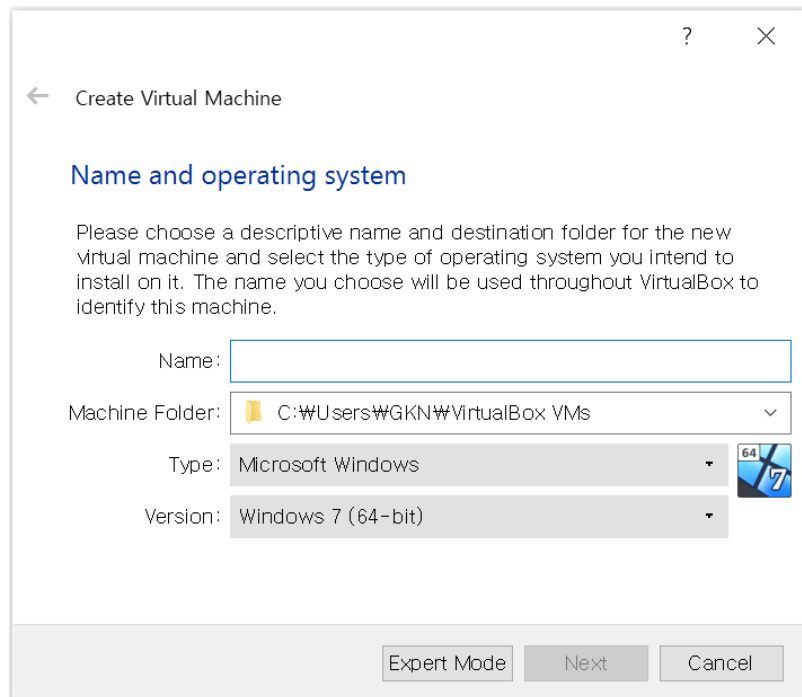 ?
Create Virtual Machine
Name and operating system
Please choose a descriptive name and destination folder for the new
virtual machine and select the type of operating system you intend to
install on it. The name you choose will be used throughout VirtualBox to
identify this machine.
Name:
Machine Folder: C:₩Users₩GKN₩VirtualBox VMs
Type: Microsoft Windows
64
7
Version: Windows 7 (64-bit)
Expert Mode Next Cancel